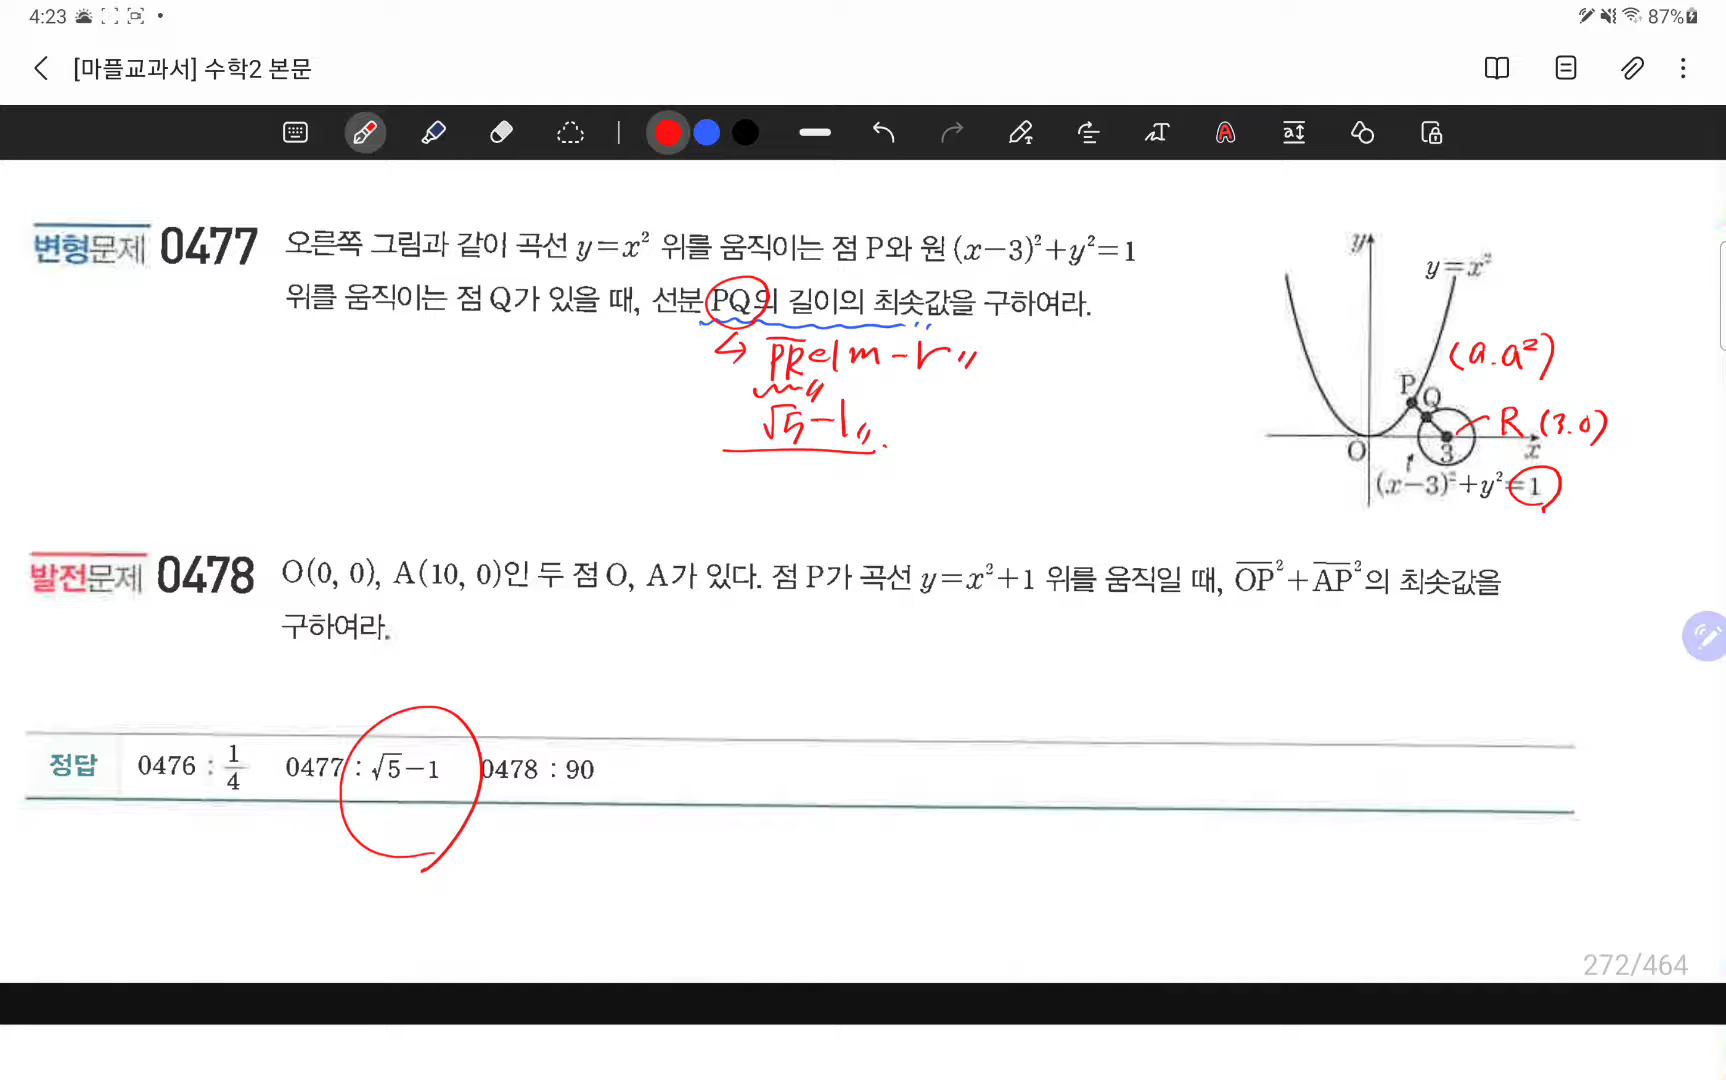 4:23
87%
[마플교과서] 수학2 본문
변형문제 0477 오른쪽 그림과 같이 곡선 y=x² 위를 움직이는 점 P와 원 (x-3)²+y²=1
위를 움직이는 점 Q가 있을 때, 선분 PQ의 길이의 최솟값을 구하여라.
PR의 m - r
√5-1
y
y=x²
(a.a²)
P
Q
R (3.0)
O
3
x
(x-3)²+y²=1
발전문제 0478 O(0, 0), A(10, 0)인 두 점 O, A가 있다. 점 P가 곡선 y=x²+1 위를 움직일 때, OP²+AP²의 최솟값을
구하여라.
정답 0476 : 1/4 0477 : √5-1 0478 : 90
272/464